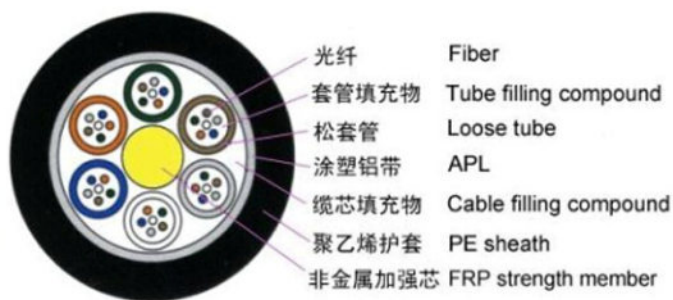 光纤 Fiber
套管填充物 Tube filling compound
松套管 Loose tube
涂塑铝带 APL
缆芯填充物 Cable filling compound
聚乙烯护套 PE sheath
非金属加强芯 FRP strength member